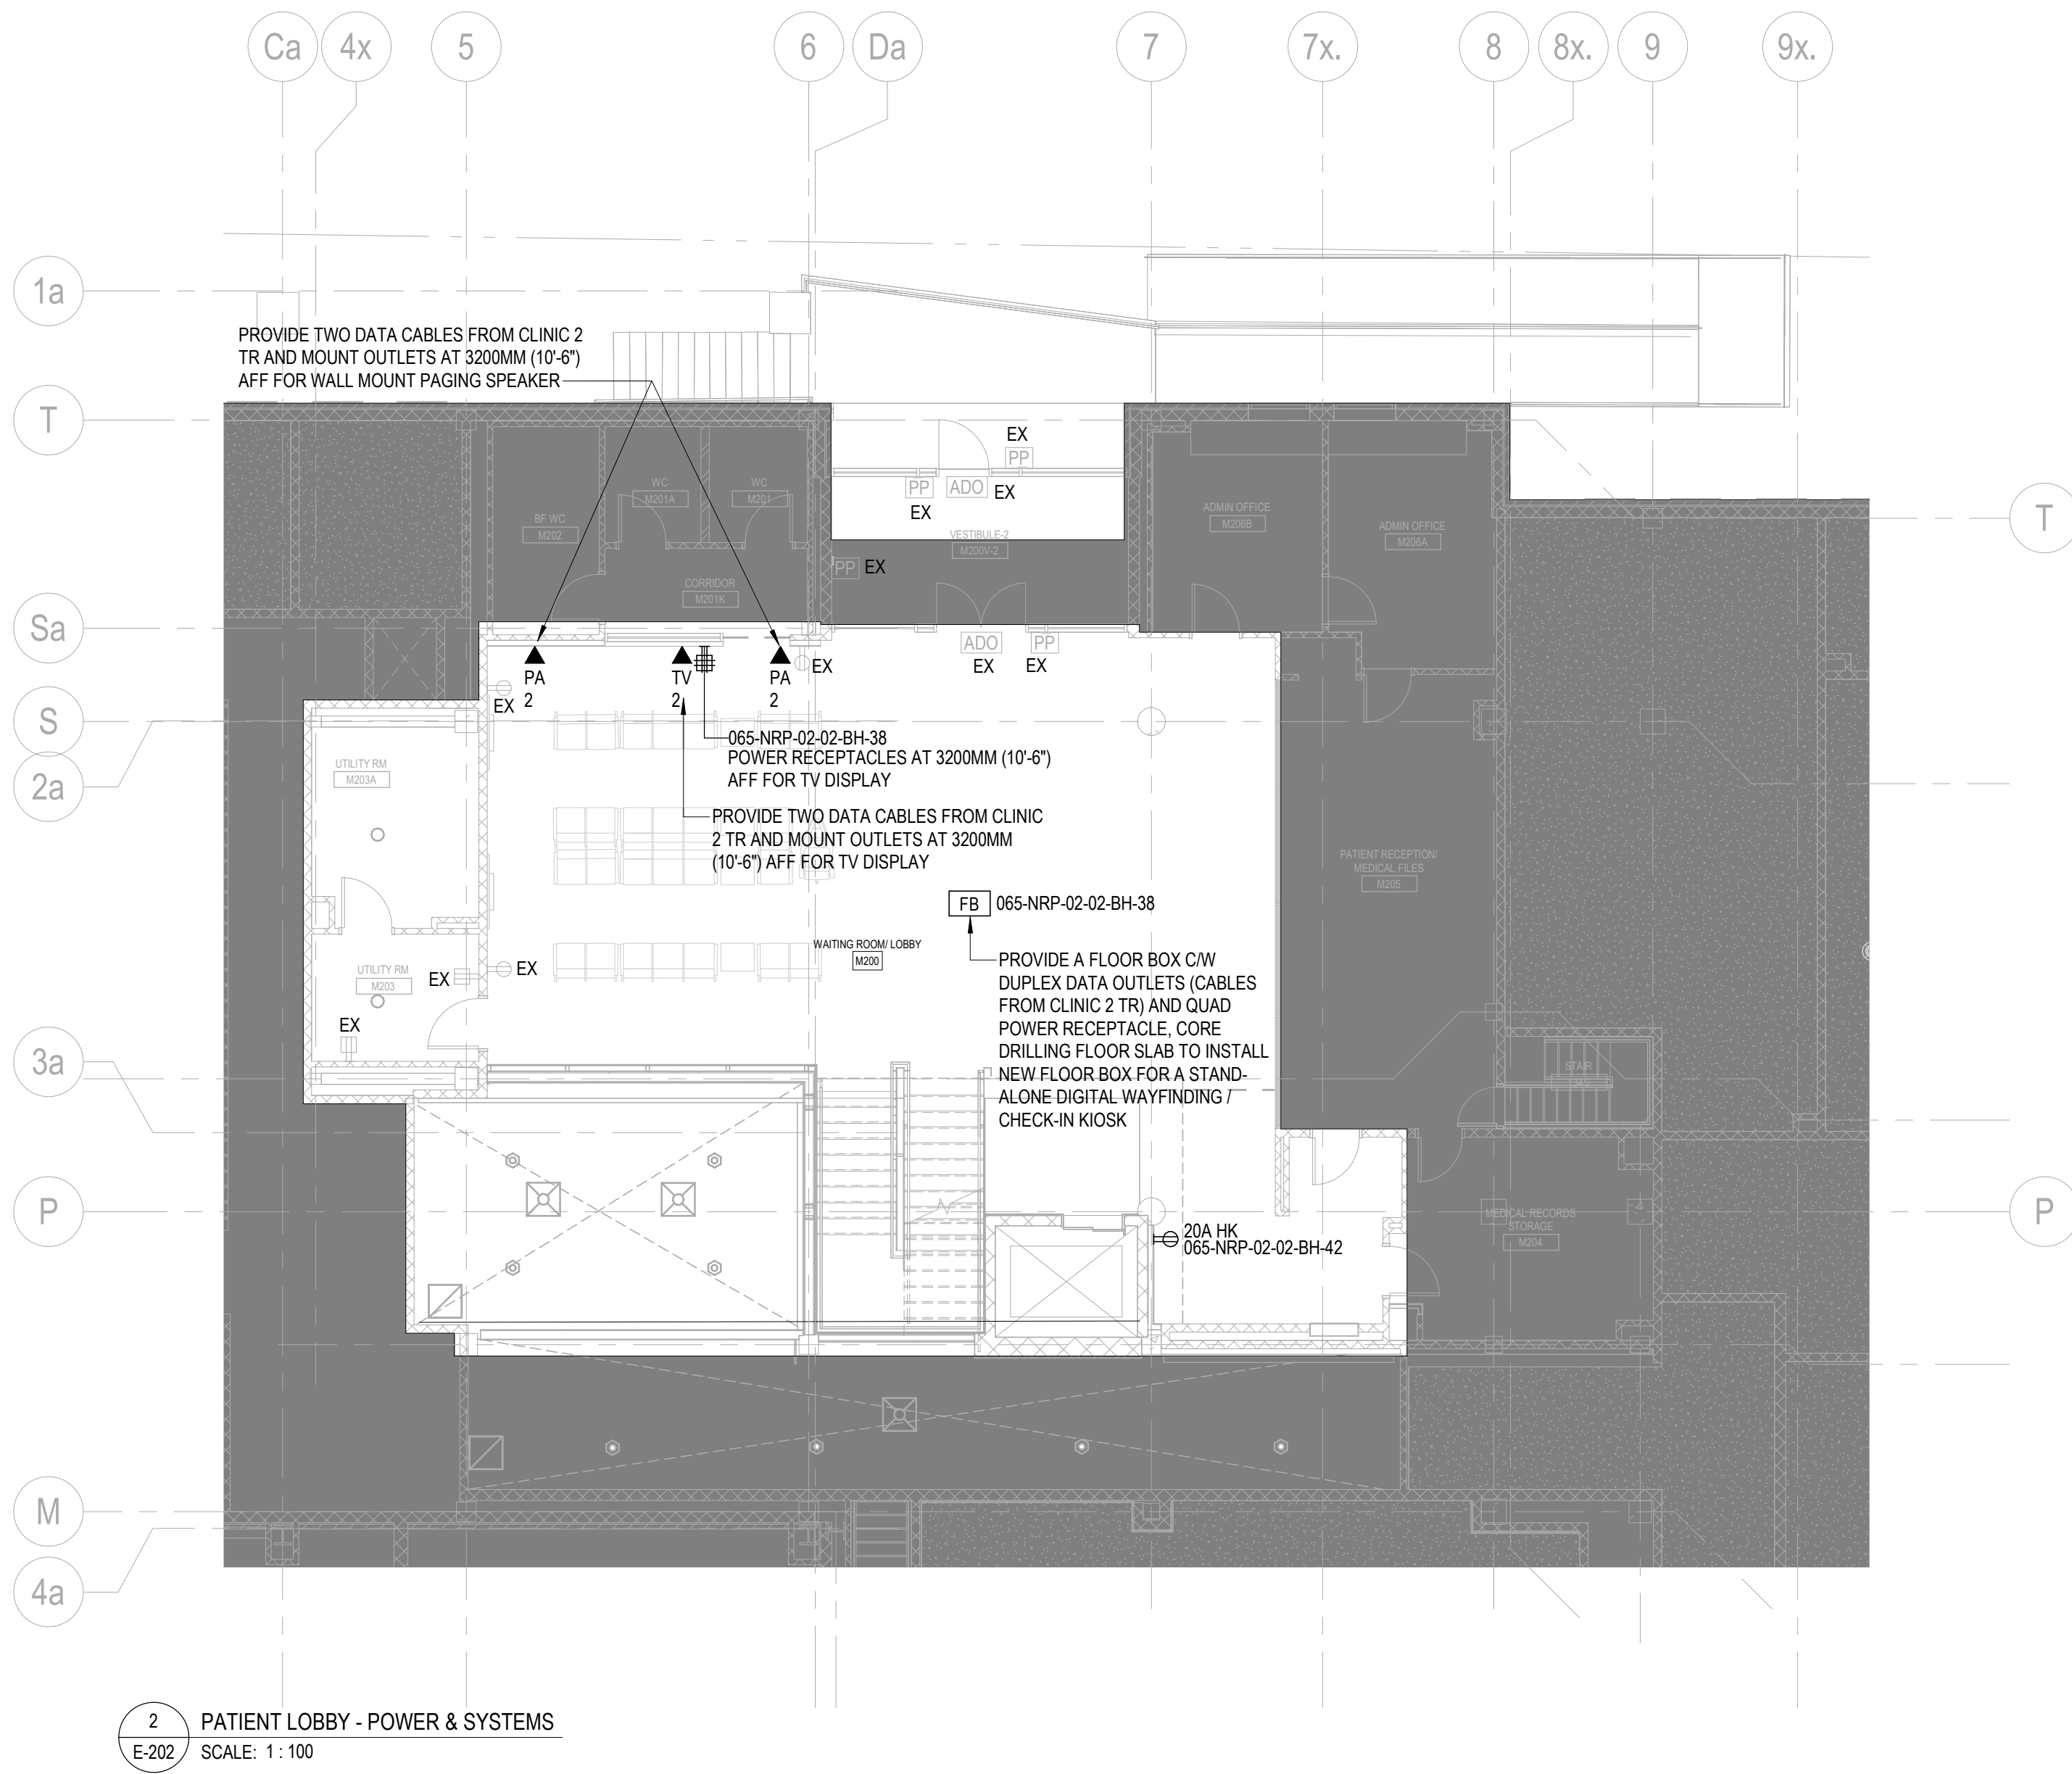 Ca
4x
5
6
Da
7
7x.
8
8x.
9
9x.
1a
PROVIDE TWO DATA CABLES FROM CLINIC 2
TR AND MOUNT OUTLETS AT 3200MM (10'-6")
AFF FOR WALL MOUNT PAGING SPEAKER
T
EX
PP
PP
ADO
EX
EX
WC
M201A
WC
M201
BF WC
M202
ADMIN OFFICE
M206B
ADMIN OFFICE
M206A
T
VESTIBULE-2
M200V-2
PP
EX
CORRIDOR
M201K
Sa
ADO
PP
EX
EX
EX
PA
2
TV
2
PA
2
EX
S
2a
065-NRP-02-02-BH-38
POWER RECEPTACLES AT 3200MM (10'-6")
AFF FOR TV DISPLAY
UTILITY RM
M203A
PROVIDE TWO DATA CABLES FROM CLINIC
2 TR AND MOUNT OUTLETS AT 3200MM
(10'-6") AFF FOR TV DISPLAY
PATIENT RECEPTION/
MEDICAL FILES
M205
FB
065-NRP-02-02-BH-38
WAITING ROOM/ LOBBY
M200
PROVIDE A FLOOR BOX C/W
DUPLEX DATA OUTLETS (CABLES
FROM CLINIC 2 TR) AND QUAD
POWER RECEPTACLE, CORE
DRILLING FLOOR SLAB TO INSTALL
NEW FLOOR BOX FOR A STAND-
ALONE DIGITAL WAYFINDING /
CHECK-IN KIOSK
UTILITY RM
M203
EX
EX
EX
3a
STAIR
P
MEDICAL RECORDS
STORAGE
M204
P
20A HK
065-NRP-02-02-BH-42
M
4a
2
E-202
PATIENT LOBBY - POWER & SYSTEMS
SCALE: 1 : 100